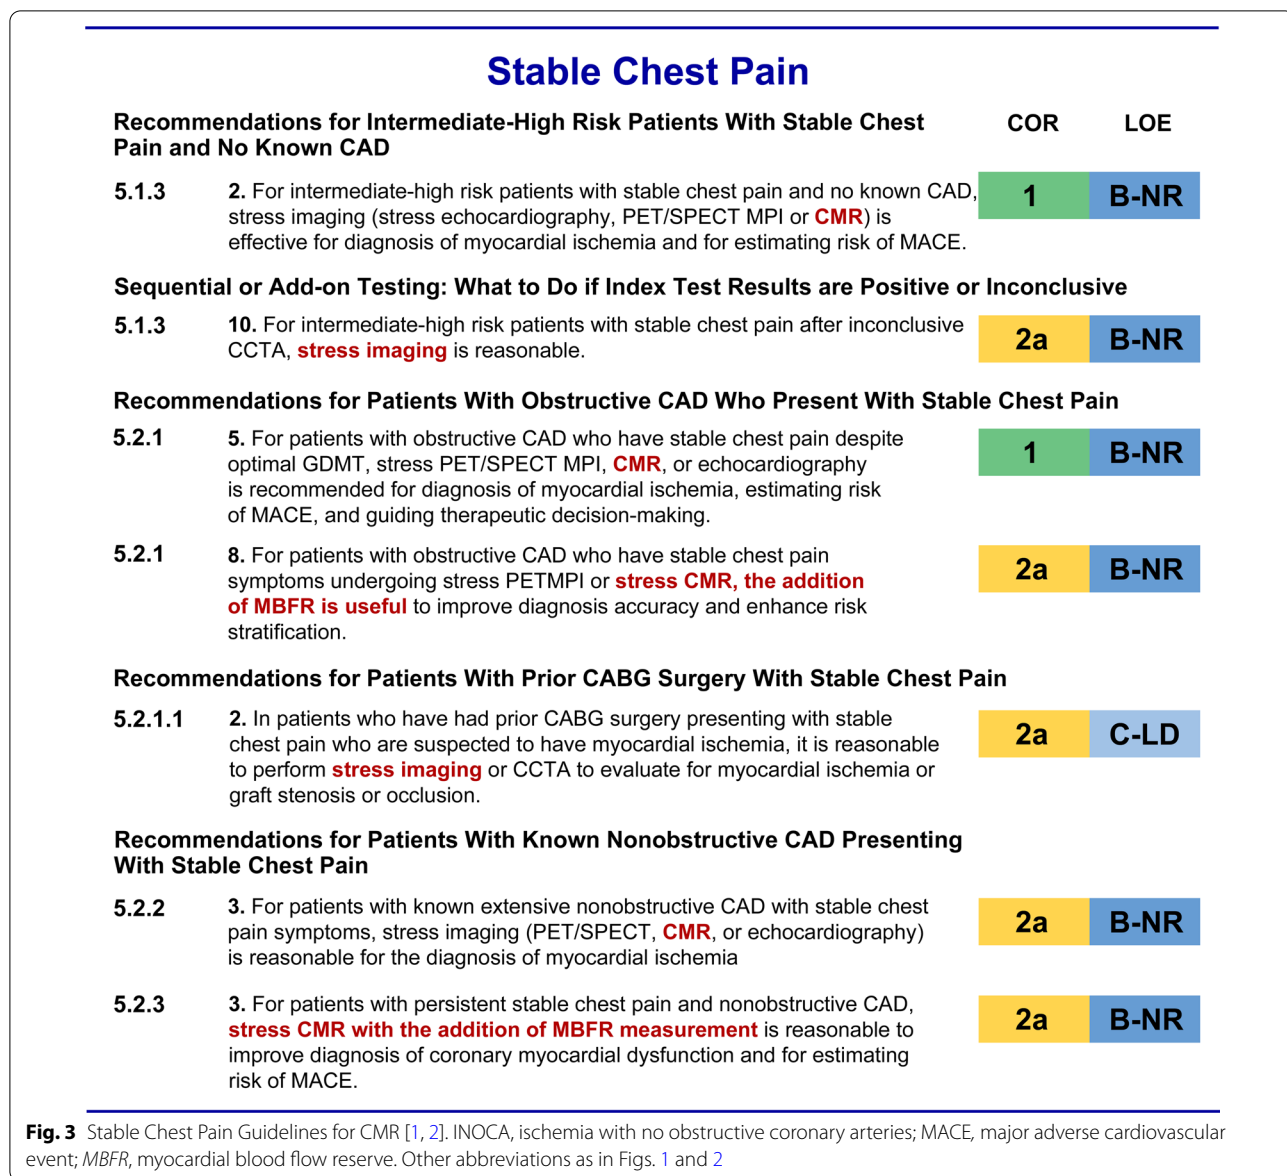 Stable Chest Pain
Recommendations for Intermediate-High Risk Patients With Stable Chest
Pain and No Known CAD
COR LOE
5.1.3 2. For intermediate-high risk patients with stable chest pain and no known CAD,
stress imaging (stress echocardiography, PET/SPECT MPI or CMR) is
effective for diagnosis of myocardial ischemia and for estimating risk of MACE.
1 B-NR
Sequential or Add-on Testing: What to Do if Index Test Results are Positive or Inconclusive
5.1.3 10. For intermediate-high risk patients with stable chest pain after inconclusive
CCTA, stress imaging is reasonable.
2a B-NR
Recommendations for Patients With Obstructive CAD Who Present With Stable Chest Pain
5.2.1 5. For patients with obstructive CAD who have stable chest pain despite
optimal GDMT, stress PET/SPECT MPI, CMR, or echocardiography
is recommended for diagnosis of myocardial ischemia, estimating risk
of MACE, and guiding therapeutic decision-making.
1 B-NR
5.2.1 8. For patients with obstructive CAD who have stable chest pain
symptoms undergoing stress PETMPI or stress CMR, the addition
of MBFR is useful to improve diagnosis accuracy and enhance risk
stratification.
2a B-NR
Recommendations for Patients With Prior CABG Surgery With Stable Chest Pain
5.2.1.1 2. In patients who have had prior CABG surgery presenting with stable
chest pain who are suspected to have myocardial ischemia, it is reasonable
to perform stress imaging or CCTA to evaluate for myocardial ischemia or
graft stenosis or occlusion.
2a C-LD
Recommendations for Patients With Known Nonobstructive CAD Presenting
With Stable Chest Pain
5.2.2 3. For patients with known extensive nonobstructive CAD with stable chest
pain symptoms, stress imaging (PET/SPECT, CMR, or echocardiography)
is reasonable for the diagnosis of myocardial ischemia
2a B-NR
5.2.3 3. For patients with persistent stable chest pain and nonobstructive CAD,
stress CMR with the addition of MBFR measurement is reasonable to
improve diagnosis of coronary myocardial dysfunction and for estimating
risk of MACE.
2a B-NR
Fig. 3 Stable Chest Pain Guidelines for CMR [1, 2]. INOCA, ischemia with no obstructive coronary arteries; MACE, major adverse cardiovascular
event; MBFR, myocardial blood flow reserve. Other abbreviations as in Figs. 1 and 2